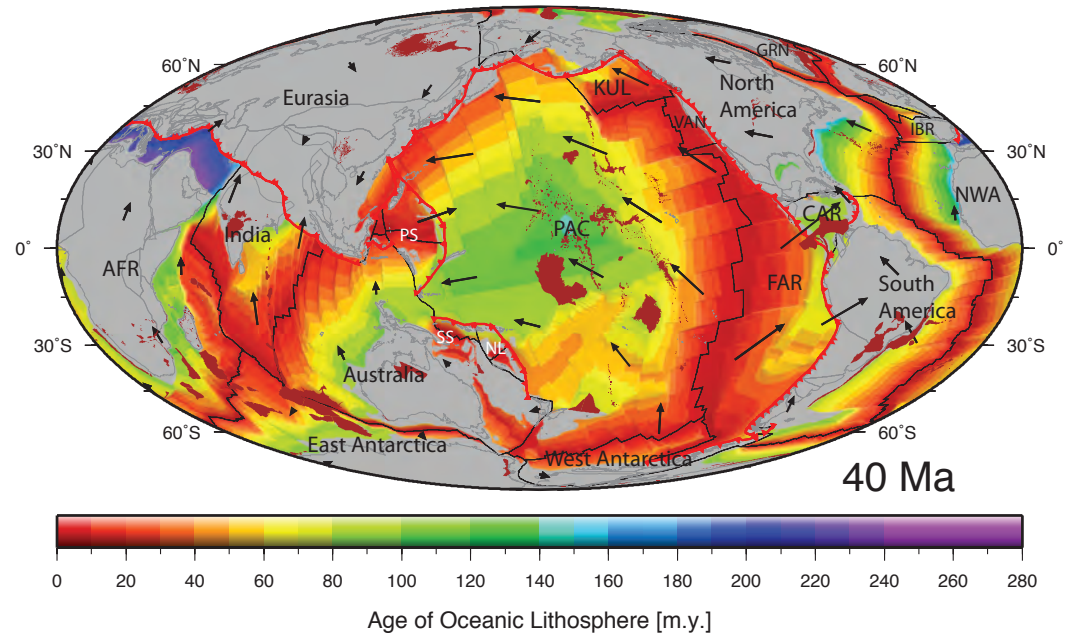 GRN
60˚N
60˚N
KUL
North
America
Eurasia
VAN
IBR
30˚N
30˚N
NWA
CAR
PAC
India
PS
0˚
0˚
AFR
FAR
South
America
SS
NL
30˚S
30˚S
Australia
60˚S
60˚S
East Antarctica
West Antarctica
40 Ma
0 20 40 60 80 100 120 140 160 180 200 220 240 260 280
Age of Oceanic Lithosphere [m.y.]